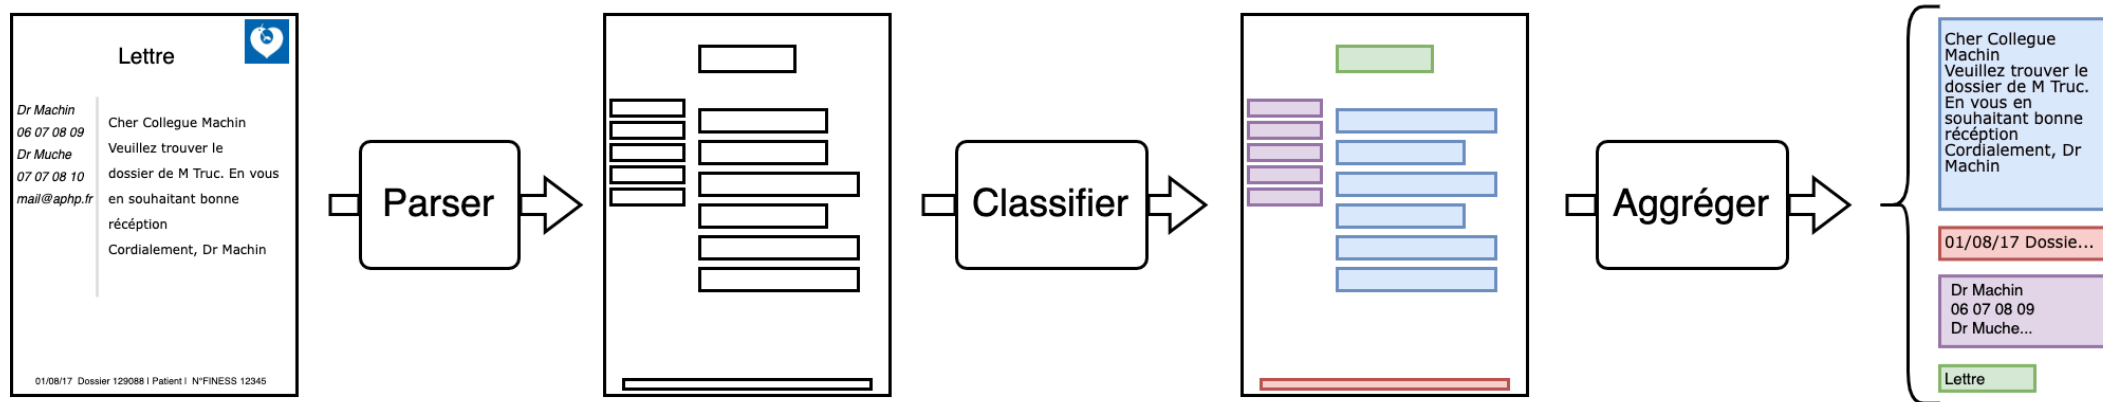 Lettre
Dr Machin
06 07 08 09
Dr Muche
07 07 08 10
mail@aphp.fr
Cher Collegue Machin
Veuillez trouver le
dossier de M Truc. En vous
en souhaitant bonne
récéption
Cordialement, Dr Machin
01/08/17 Dossier 129088 I Patient I N°FINESS 12345
Parser
Classifier
Aggréger
Cher Collegue
Machin
Veuillez trouver le
dossier de M Truc.
En vous en
souhaitant bonne
récéption
Cordialement, Dr
Machin
01/08/17 Dossie...
Dr Machin
06 07 08 09
Dr Muche...
Lettre